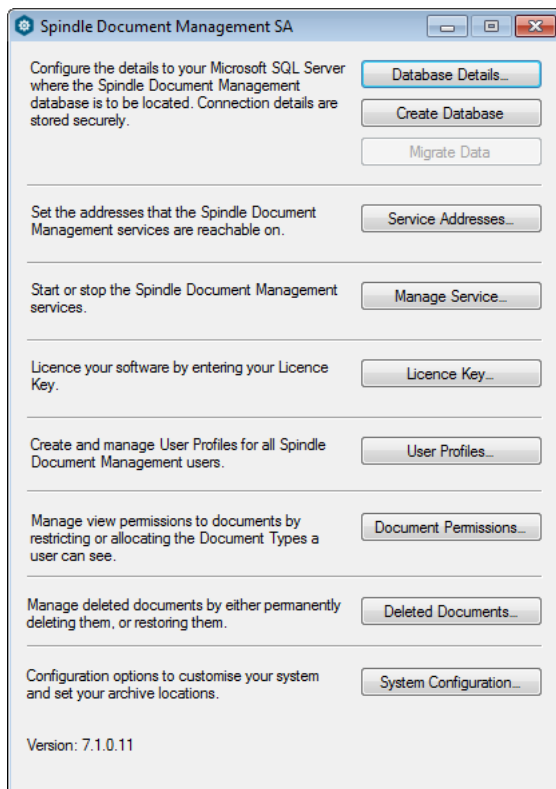 Spindle Document Management SA
Configure the details to your Microsoft SQL Server
where the Spindle Document Management
database is to be located. Connection details are
stored securely.
Database Details...
Create Database
Migrate Data
Set the addresses that the Spindle Document
Management services are reachable on.
Service Addresses...
Start or stop the Spindle Document Management
services.
Manage Service...
Licence your software by entering your Licence
Key.
Licence Key...
Create and manage User Profiles for all Spindle
Document Management users.
User Profiles...
Manage view permissions to documents by
restricting or allocating the Document Types a
user can see.
Document Permissions...
Manage deleted documents by either permanently
deleting them, or restoring them.
Deleted Documents...
Configuration options to customise your system
and set your archive locations.
System Configuration...
Version: 7.1.0.11